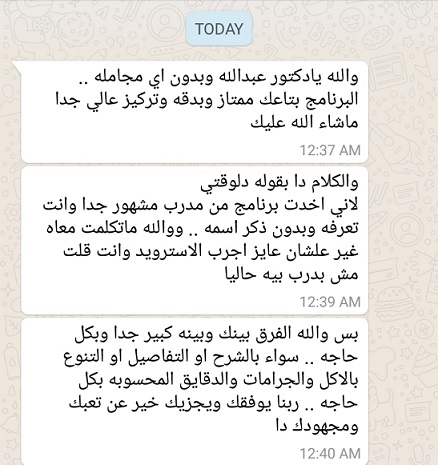 TODAY
والله يادكتور عبدالله وبدون اي مجامله ..
البرنامج بتاعك ممتاز وبدقه وتركيز عالي جدا
ماشاء الله عليك
12:37 AM
والكلام دا بقوله دلوقتي
لاني اخدت برنامج من مدرب مشهور جدا وانت
تعرفه وبدون ذكر اسمه .. ووالله ماتكلمت معاه
غير علشان عايز اجرب الاسترويد وانت قلت
مش بدرب بيه حاليا
12:39 AM
بس والله الفرق بينك وبينه كبير جدا وبكل
حاجه .. سواء بالشرح او التفاصيل او التنوع
بالاكل والجرامات والدقايق المحسوبه بكل
حاجه .. ربنا يوفقك ويجزيك خير عن تعبك
ومجهودك دا
12:40 AM